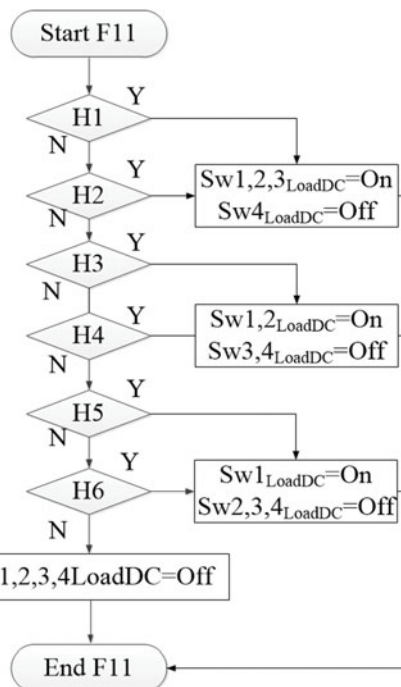 Start F11
Y
H1
N
Y
H2
Sw1,2,3LoadDC=On
Sw4LoadDC=Off
N
Y
H3
N
Y
H4
Sw1,2LoadDC=On
Sw3,4LoadDC=Off
N
Y
H5
N
Y
H6
Sw1LoadDC=On
Sw2,3,4LoadDC=Off
N
1,2,3,4LoadDC=Off
End F11